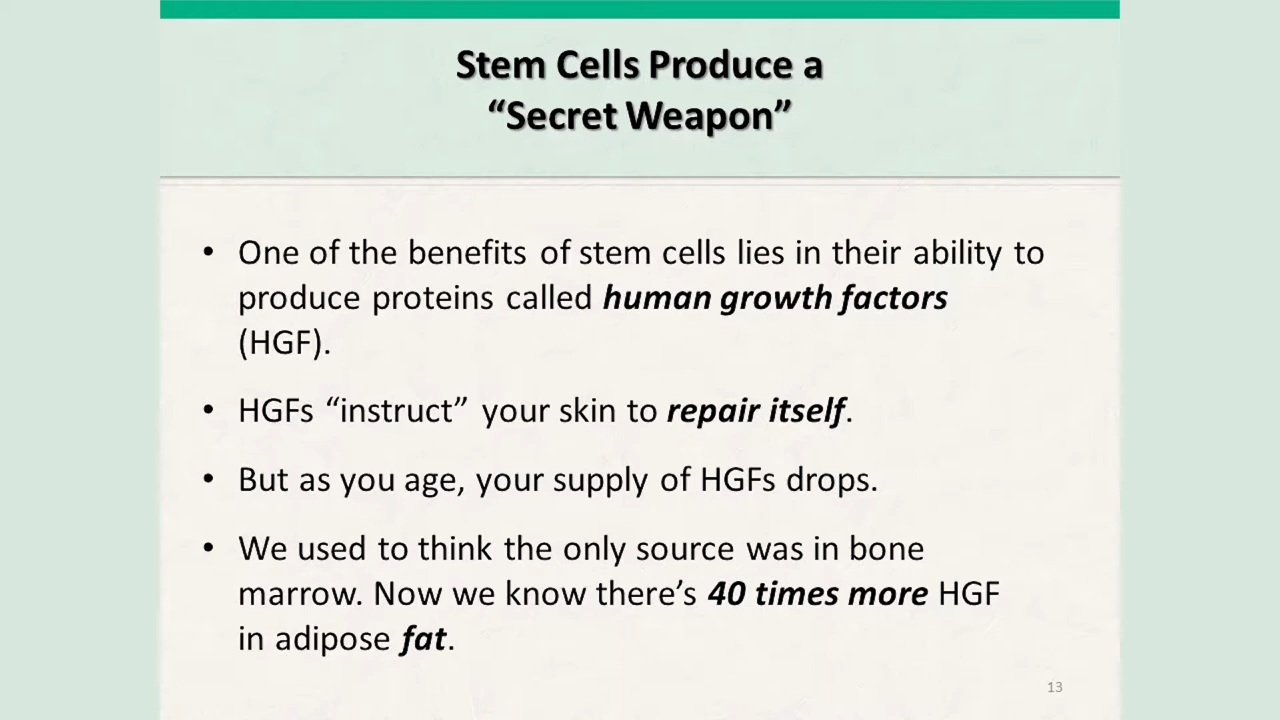 Stem Cells Produce a
“Secret Weapon”
• One of the benefits of stem cells lies in their ability to
produce proteins called human growth factors
(HGF).
• HGFs “instruct” your skin to repair itself.
• But as you age, your supply of HGFs drops.
• We used to think the only source was in bone
marrow. Now we know there’s 40 times more HGF
in adipose fat.
13